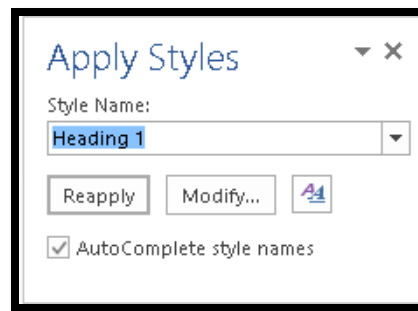 Apply Styles
Style Name:
Heading 1
Reapply Modify...
AutoComplete style names